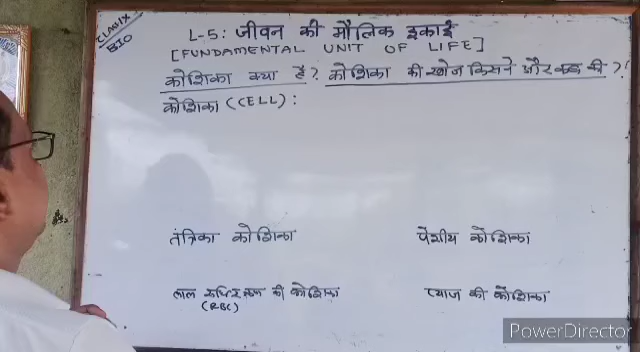 CLASS IX
BIO
L-5: जीवन की मौलिक इकाई
[FUNDAMENTAL UNIT OF LIFE]
कोशिका क्या है? कोशिका की खोज किसने और कब की ?
कोशिका (CELL):
तंत्रिका कोशिका
पेशीय कोशिका
लाल रुधिर कण की कोशिका
(RBC)
प्याज की कोशिका
PowerDirector